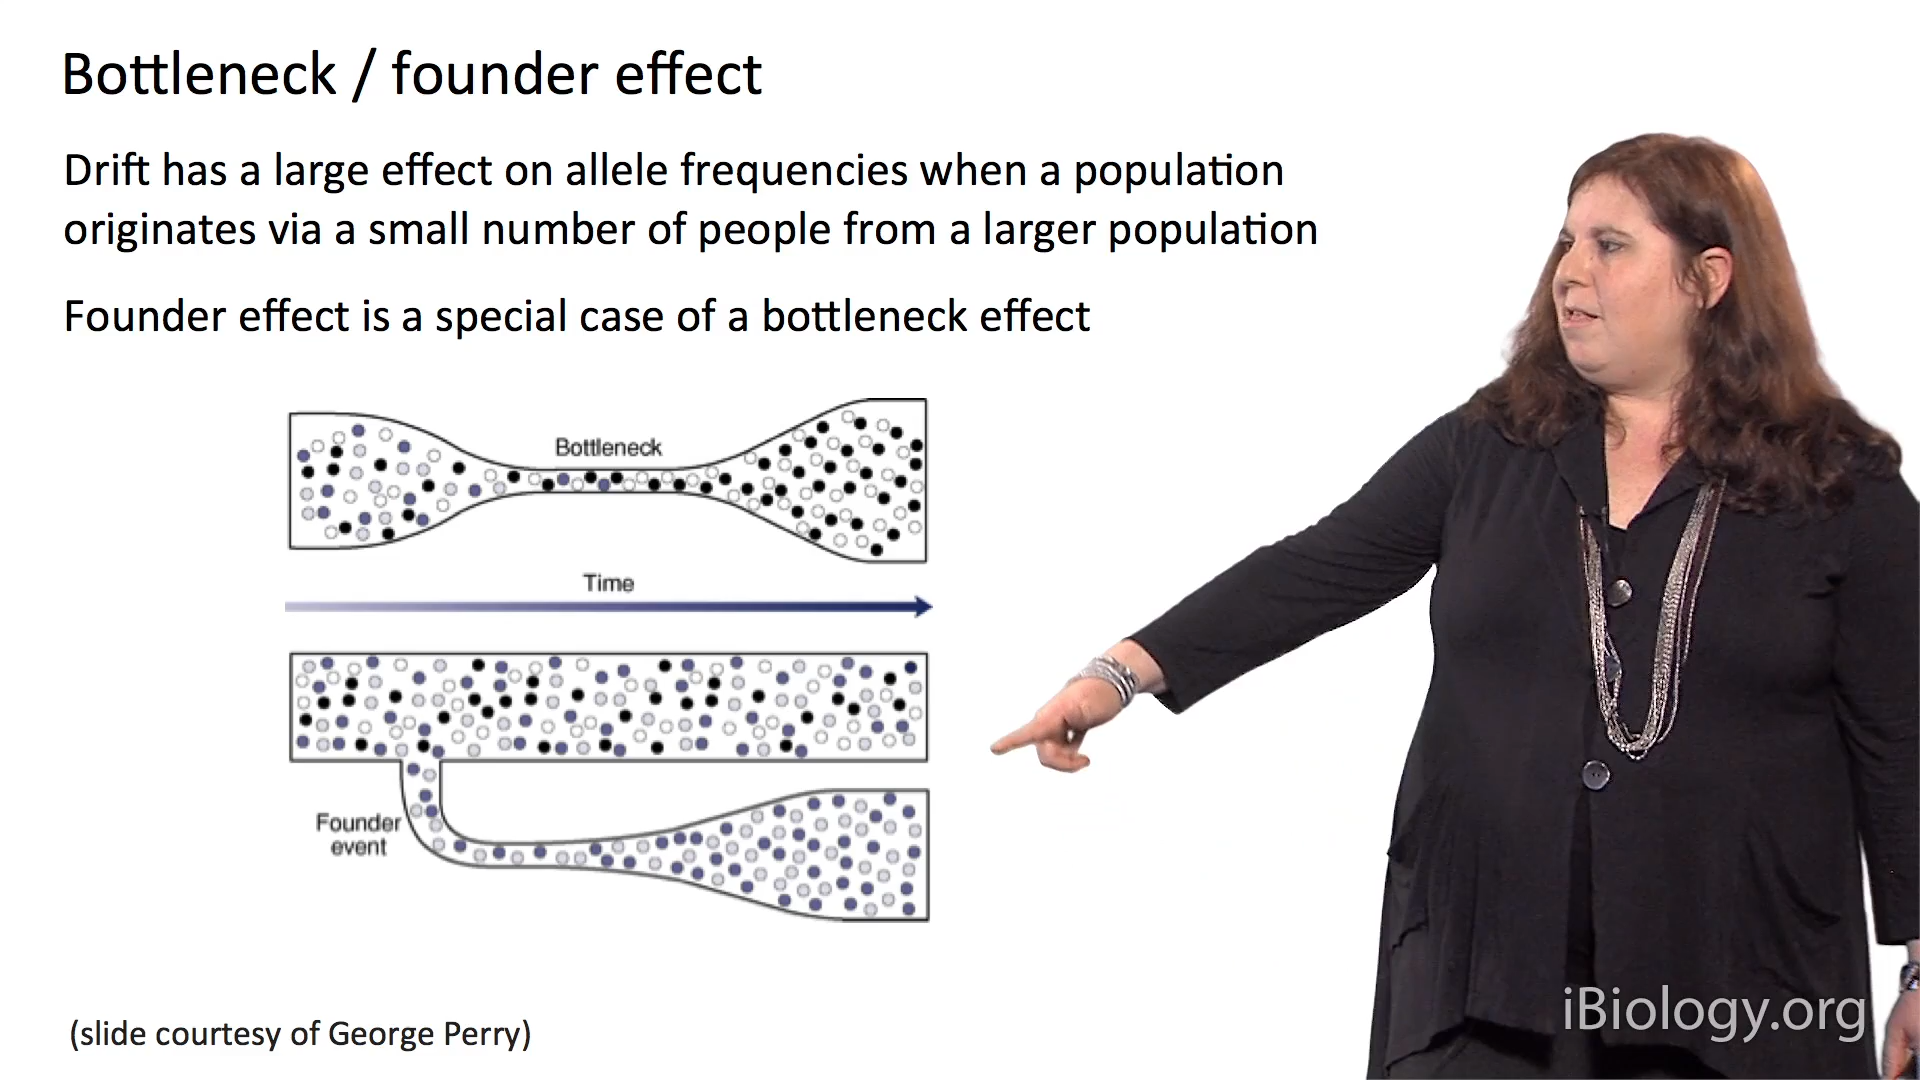 Bottleneck / founder effect
Drift has a large effect on allele frequencies when a population
originates via a small number of people from a larger population
Founder effect is a special case of a bottleneck effect
Bottleneck
Time
Founder
event
(slide courtesy of George Perry)
iBiology.org